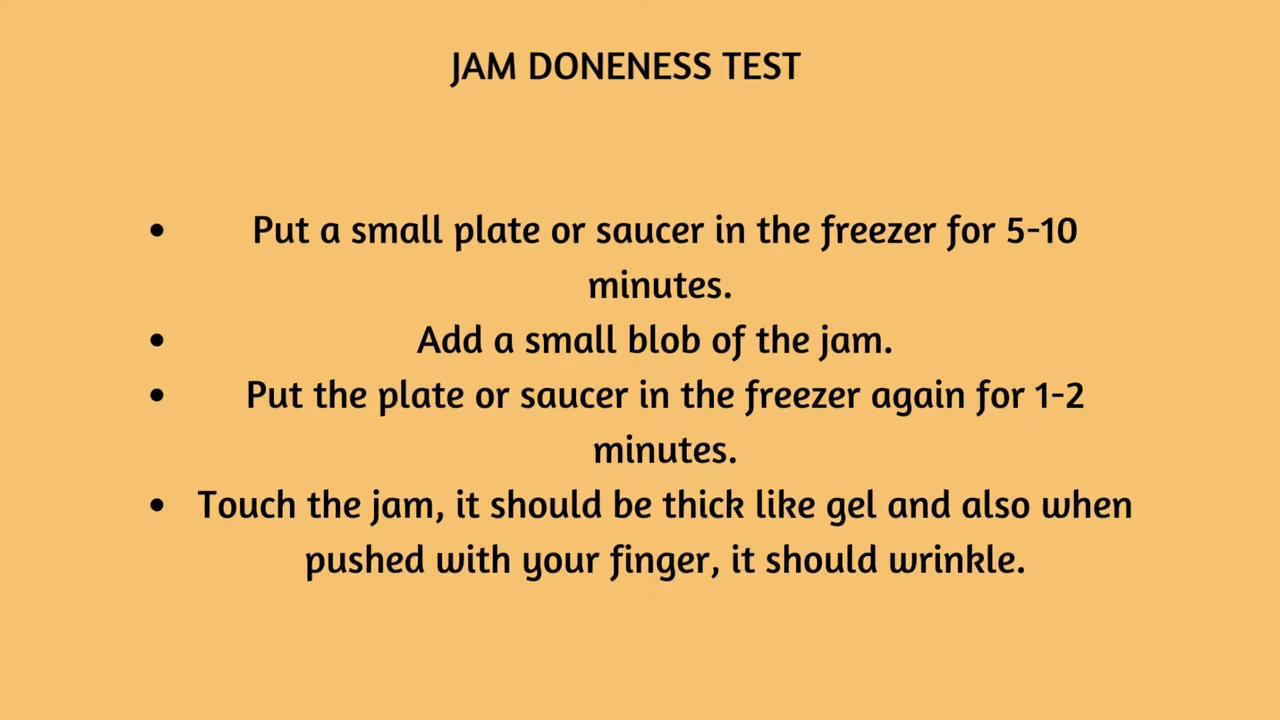 JAM DONENESS TEST
• Put a small plate or saucer in the freezer for 5-10
minutes.
• Add a small blob of the jam.
• Put the plate or saucer in the freezer again for 1-2
minutes.
• Touch the jam, it should be thick like gel and also when
pushed with your finger, it should wrinkle.